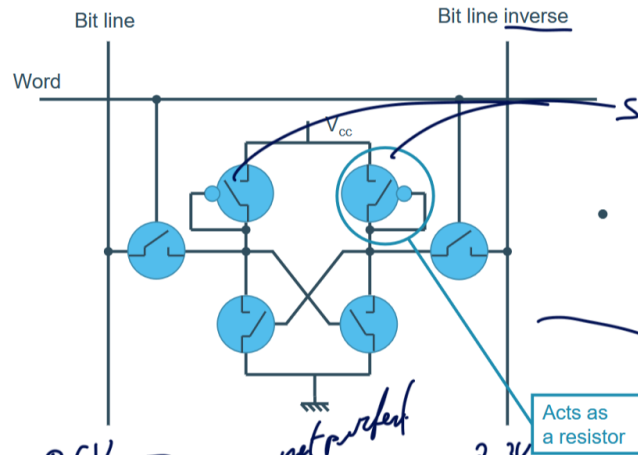 Bit line
Bit line inverse
Word
Vcc
Acts as
a resistor
not perfect